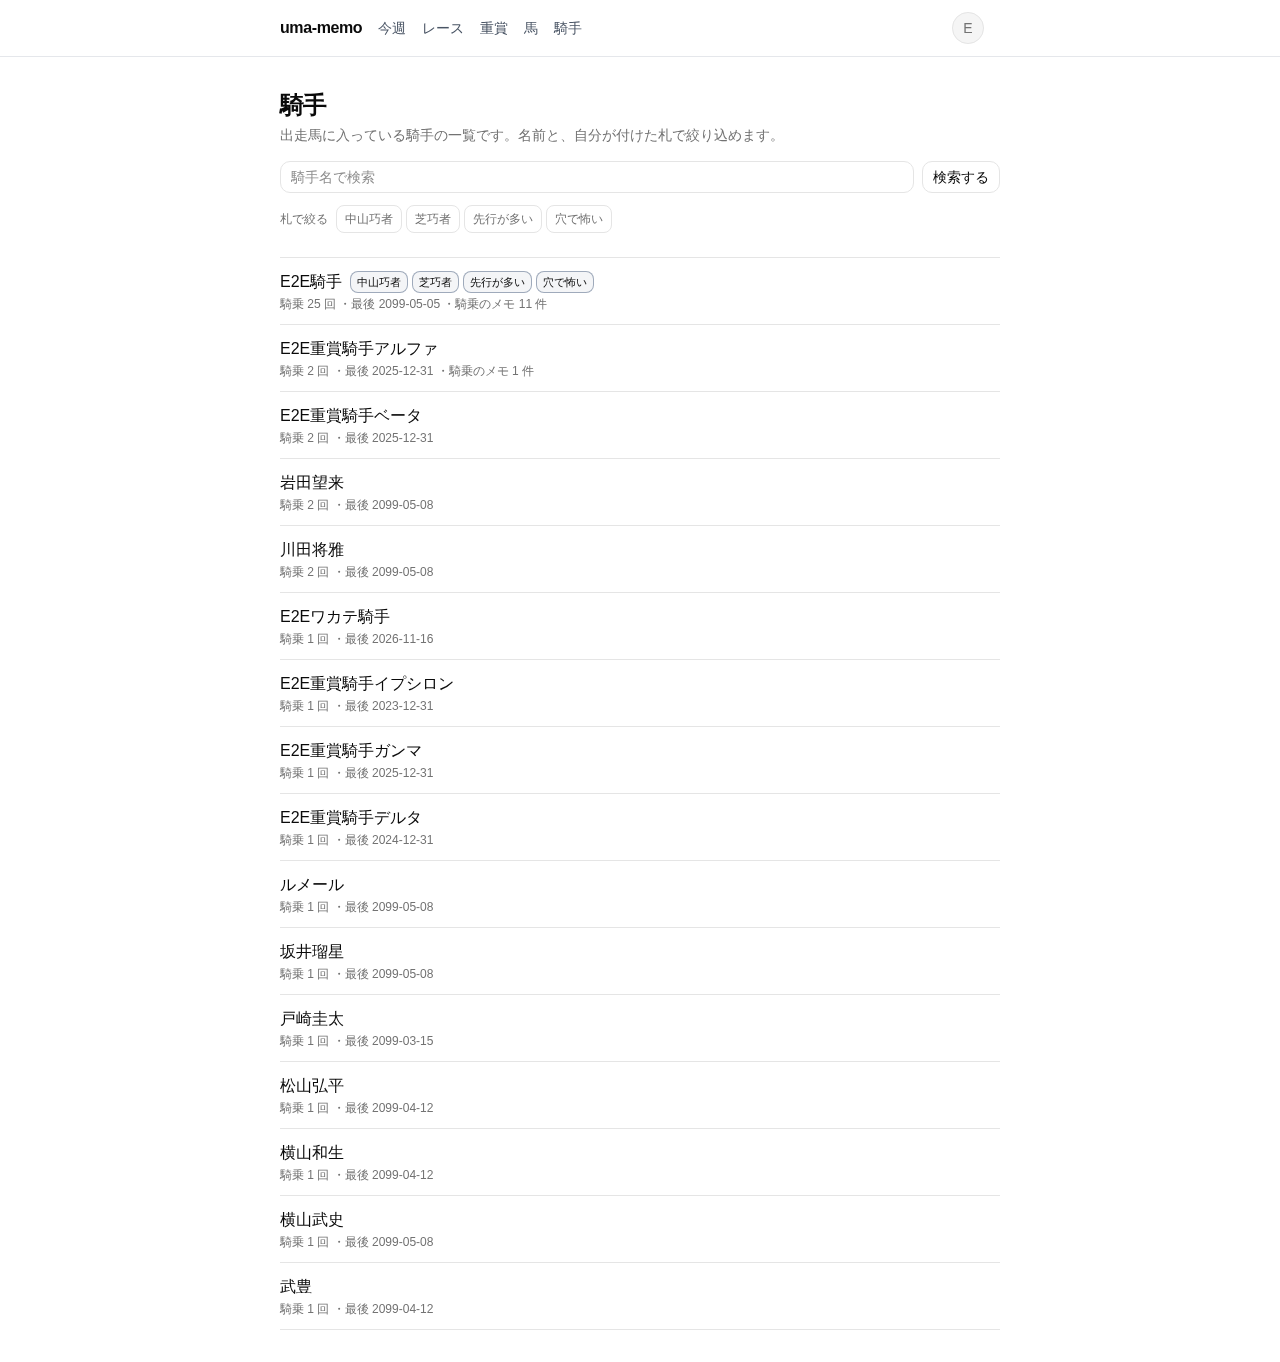 uma-memo 今週 レース 重賞 馬 騎手 E
騎手
出走馬に入っている騎手の一覧です。名前と、自分が付けた札で絞り込めます。
騎手名で検索 検索する
札で絞る 中山巧者 芝巧者 先行が多い 穴で怖い
E2E騎手 中山巧者 芝巧者 先行が多い 穴で怖い
騎乗 25 回 ・最後 2099-05-05 ・騎乗のメモ 11 件
E2E重賞騎手アルファ
騎乗 2 回 ・最後 2025-12-31 ・騎乗のメモ 1 件
E2E重賞騎手ベータ
騎乗 2 回 ・最後 2025-12-31
岩田望来
騎乗 2 回 ・最後 2099-05-08
川田将雅
騎乗 2 回 ・最後 2099-05-08
E2Eワカテ騎手
騎乗 1 回 ・最後 2026-11-16
E2E重賞騎手イプシロン
騎乗 1 回 ・最後 2023-12-31
E2E重賞騎手ガンマ
騎乗 1 回 ・最後 2025-12-31
E2E重賞騎手デルタ
騎乗 1 回 ・最後 2024-12-31
ルメール
騎乗 1 回 ・最後 2099-05-08
坂井瑠星
騎乗 1 回 ・最後 2099-05-08
戸崎圭太
騎乗 1 回 ・最後 2099-03-15
松山弘平
騎乗 1 回 ・最後 2099-04-12
横山和生
騎乗 1 回 ・最後 2099-04-12
横山武史
騎乗 1 回 ・最後 2099-05-08
武豊
騎乗 1 回 ・最後 2099-04-12